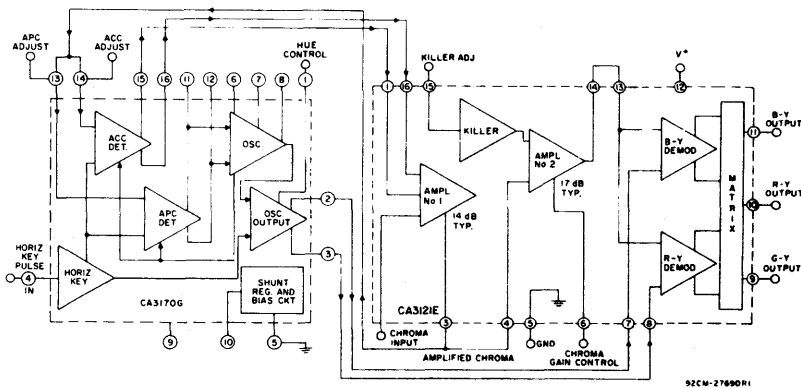 APC
ADJUST
ACC
ADJUST
HUE
CONTROL
KILLER ADJ
V+
13
14
15
16
11
12
6
7
8
1
1
16
15
14
13
12
ACC
DET.
OSC
KILLER
AMPL
No 2
B-Y
DEMOD
11
B-Y
OUTPUT
APC
DET
OSC
OUTPUT
2
AMPL
No 1
14 dB
TYP.
17 dB
TYP.
MATRIX
10
R-Y
OUTPUT
3
HORIZ
KEY
PULSE
4
IN
HORIZ
KEY
R-Y
DEMOD
9
G-Y
OUTPUT
SHUNT
REG. AND
BIAS CKT
CA3170G
CA3121E
9
10
5
CHROMA
INPUT
3
4
5
6
7
8
AMPLIFIED CHROMA
GND
CHROMA
GAIN CONTROL
92CM-27690R1